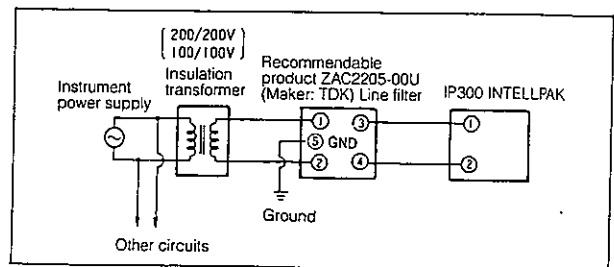 200/200V
100/100V
Insulation
transformer
Instrument
power supply
Recommendable
product ZAC2205-00U
(Maker: TDK) Line filter
IP300 INTELLPAK
① ③
⑤ GND
② ④
①
②
Ground
Other circuits